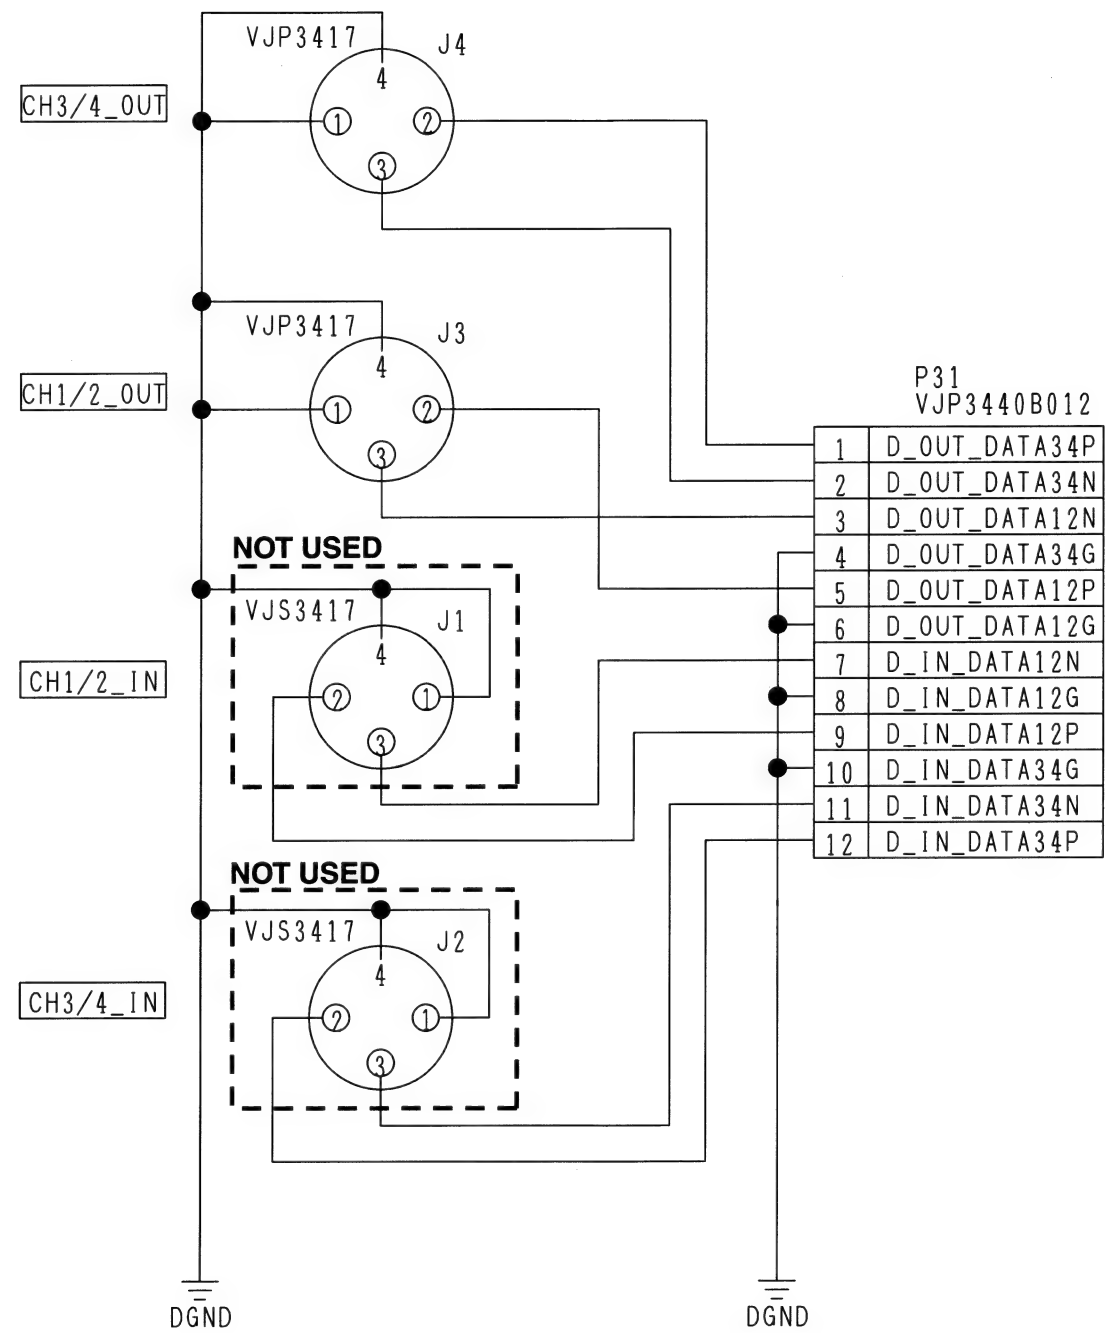 VJP3417
J4
4
CH3/4_OUT
1
2
3
VJP3417
J3
4
CH1/2_OUT
1
2
3
P31
VJP3440B012
1 D_OUT_DATA34P
2 D_OUT_DATA34N
3 D_OUT_DATA12N
4 D_OUT_DATA34G
5 D_OUT_DATA12P
6 D_OUT_DATA12G
7 D_IN_DATA12N
8 D_IN_DATA12G
9 D_IN_DATA12P
10 D_IN_DATA34G
11 D_IN_DATA34N
12 D_IN_DATA34P
NOT USED
VJS3417
J1
4
CH1/2_IN
2
1
3
NOT USED
VJS3417
J2
4
CH3/4_IN
2
1
3
DGND
DGND